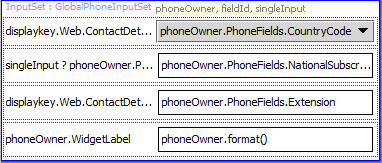 InputSet : GlobalPhoneInputSet phoneOwner, fieldId, singleInput
displaykey.Web.ContactDet... phoneOwner.PhoneFields.CountryCode
singleInput ? phoneOwner.P... phoneOwner.PhoneFields.NationalSubscr...
displaykey.Web.ContactDet... phoneOwner.PhoneFields.Extension
phoneOwner.WidgetLabel phoneOwner.format()